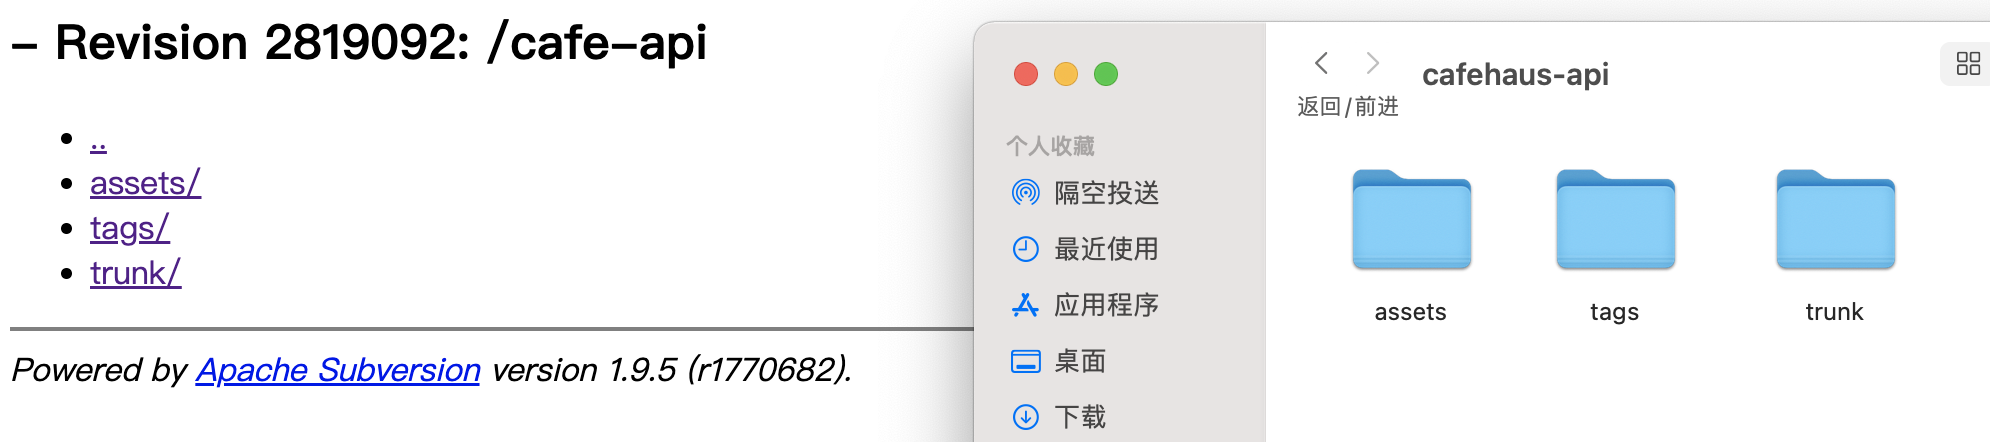 – Revision 2819092: /cafe-api
..
assets/
tags/
trunk/
Powered by Apache Subversion version 1.9.5 (r1770682).
cafehaus-api
返回/前进
个人收藏
隔空投送
最近使用
应用程序
桌面
下载
assets
tags
trunk